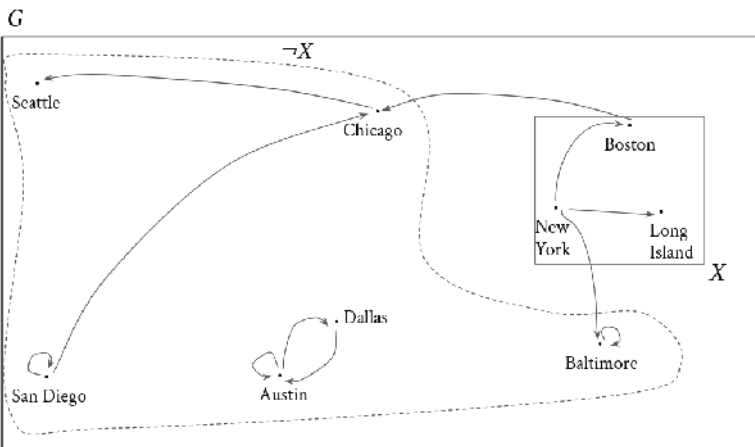 G
¬X
Seattle
Chicago
Boston
New
York
Long
Island
X
Dallas
Baltimore
San Diego
Austin